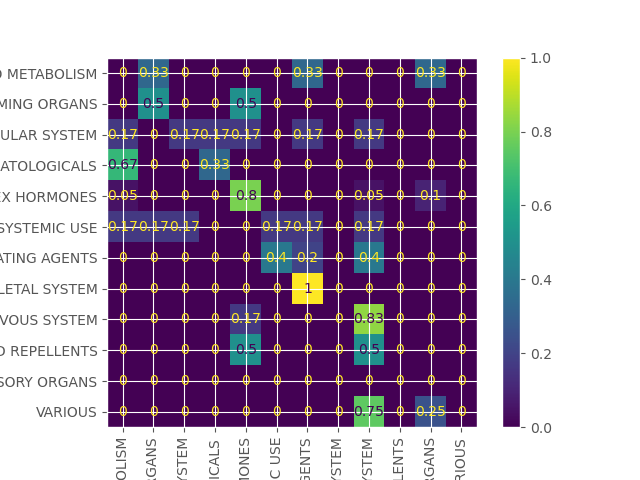 O METABOLISM 0 0.33 0 0 0 0 0.33 0 0 0 0.33 0
MING ORGANS 0 0.5 0 0 0.5 0 0 0 0 0 0 0
ULAR SYSTEM 0.17 0 0.17 0.17 0.17 0 0.17 0 0.17 0 0 0
ATOLOGICALS 0.67 0 0 0.33 0 0 0 0 0 0 0 0
EX HORMONES 0.05 0 0 0 0.8 0 0 0 0.05 0 0.1 0
SYSTEMIC USE 0.17 0.17 0.17 0 0 0.17 0.17 0 0.17 0 0 0
ATING AGENTS 0 0 0 0 0 0.4 0.2 0 0.4 0 0 0
LETAL SYSTEM 0 0 0 0 0 0 1 0 0 0 0 0
VOUS SYSTEM 0 0 0 0 0.17 0 0 0 0.83 0 0 0
D REPELLENTS 0 0 0 0 0.5 0 0 0 0.5 0 0 0
SORY ORGANS 0 0 0 0 0 0 0 0 0 0 0 0
VARIOUS 0 0 0 0 0 0 0 0 0.75 0 0.25 0
OLISM
RGANS
YSTEM
ICALS
MONES
C USE
GENTS
YSTEM
YSTEM
LENTS
RGANS
RIOUS
1.0
0.8
0.6
0.4
0.2
0.0